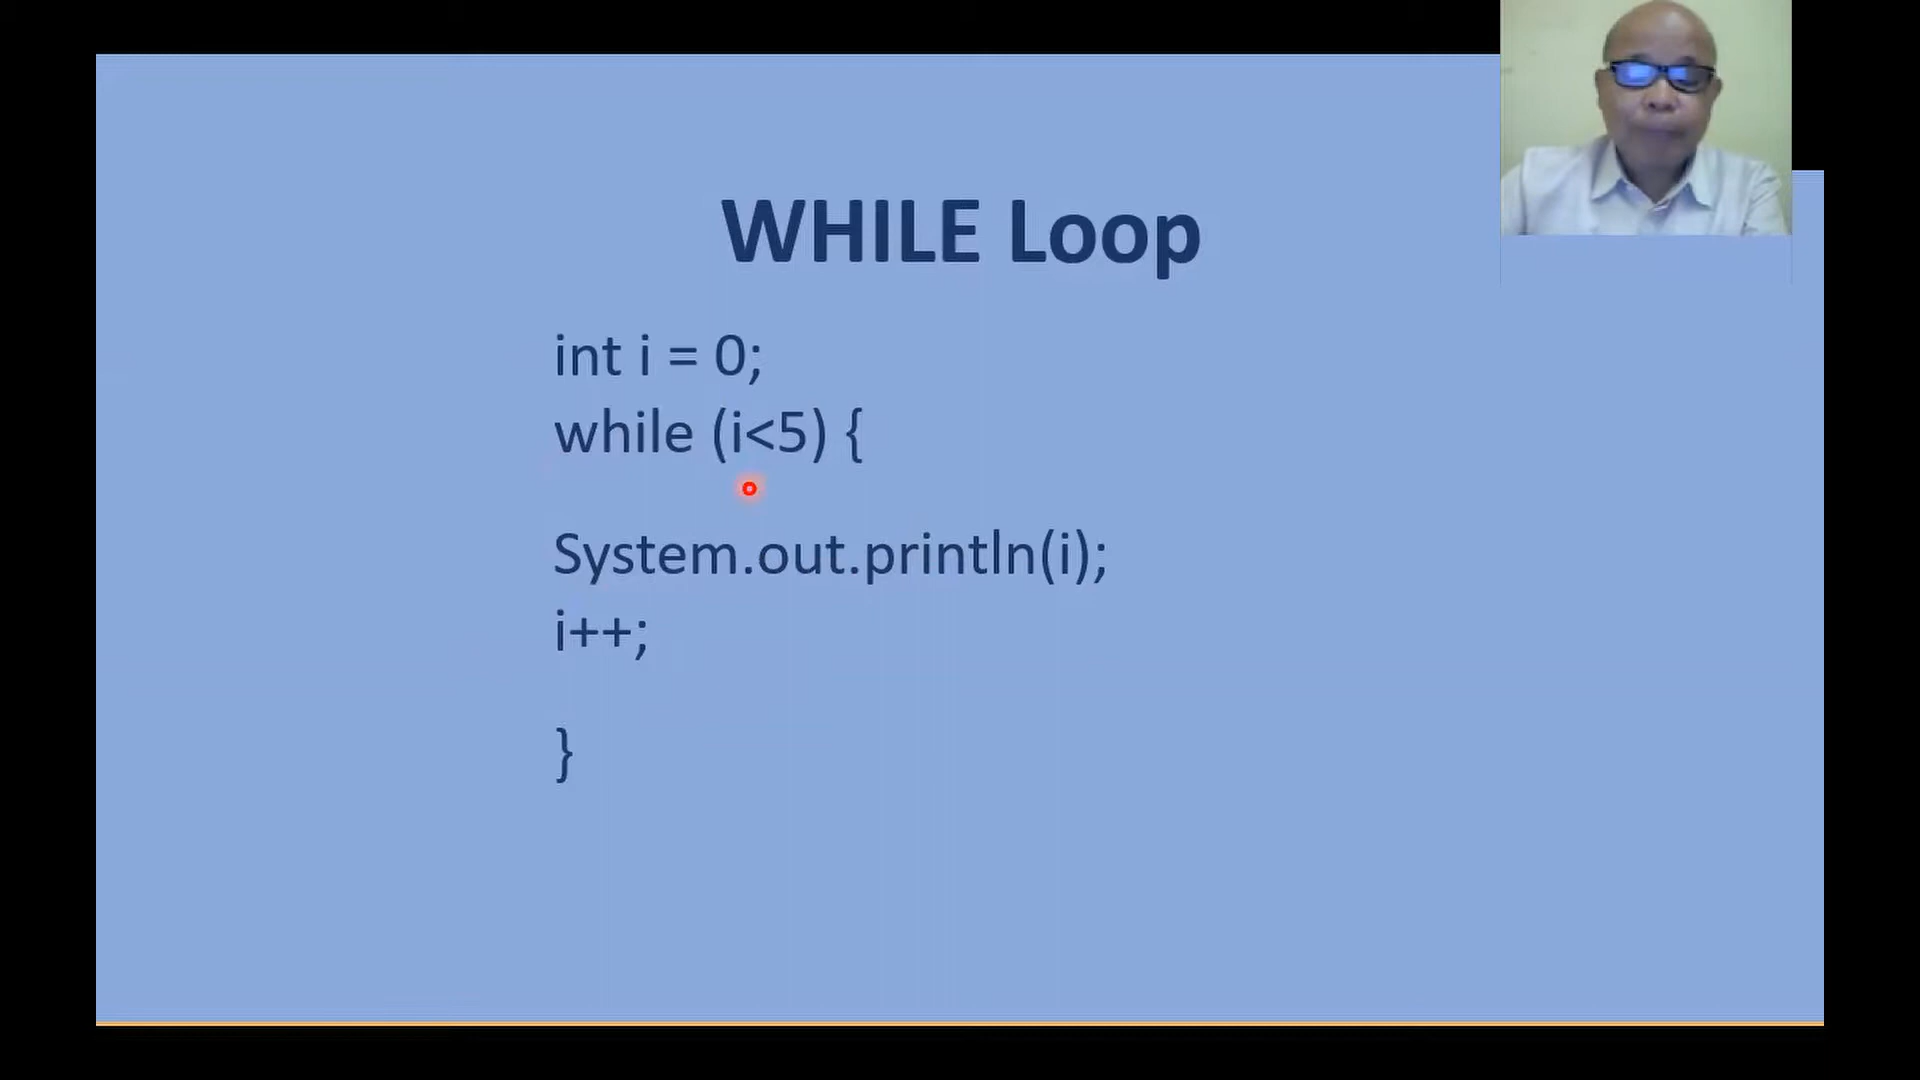 WHILE Loop
int i = 0;
while (i<5) {
System.out.println(i);
i++;
}